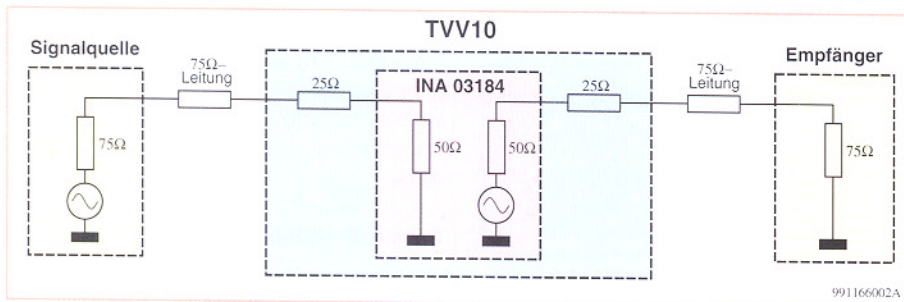 TVV10
Signalquelle
75Ω–
Leitung
25Ω
INA 03184
25Ω
75Ω–
Leitung
Empfänger
75Ω
50Ω
50Ω
75Ω
991166002A